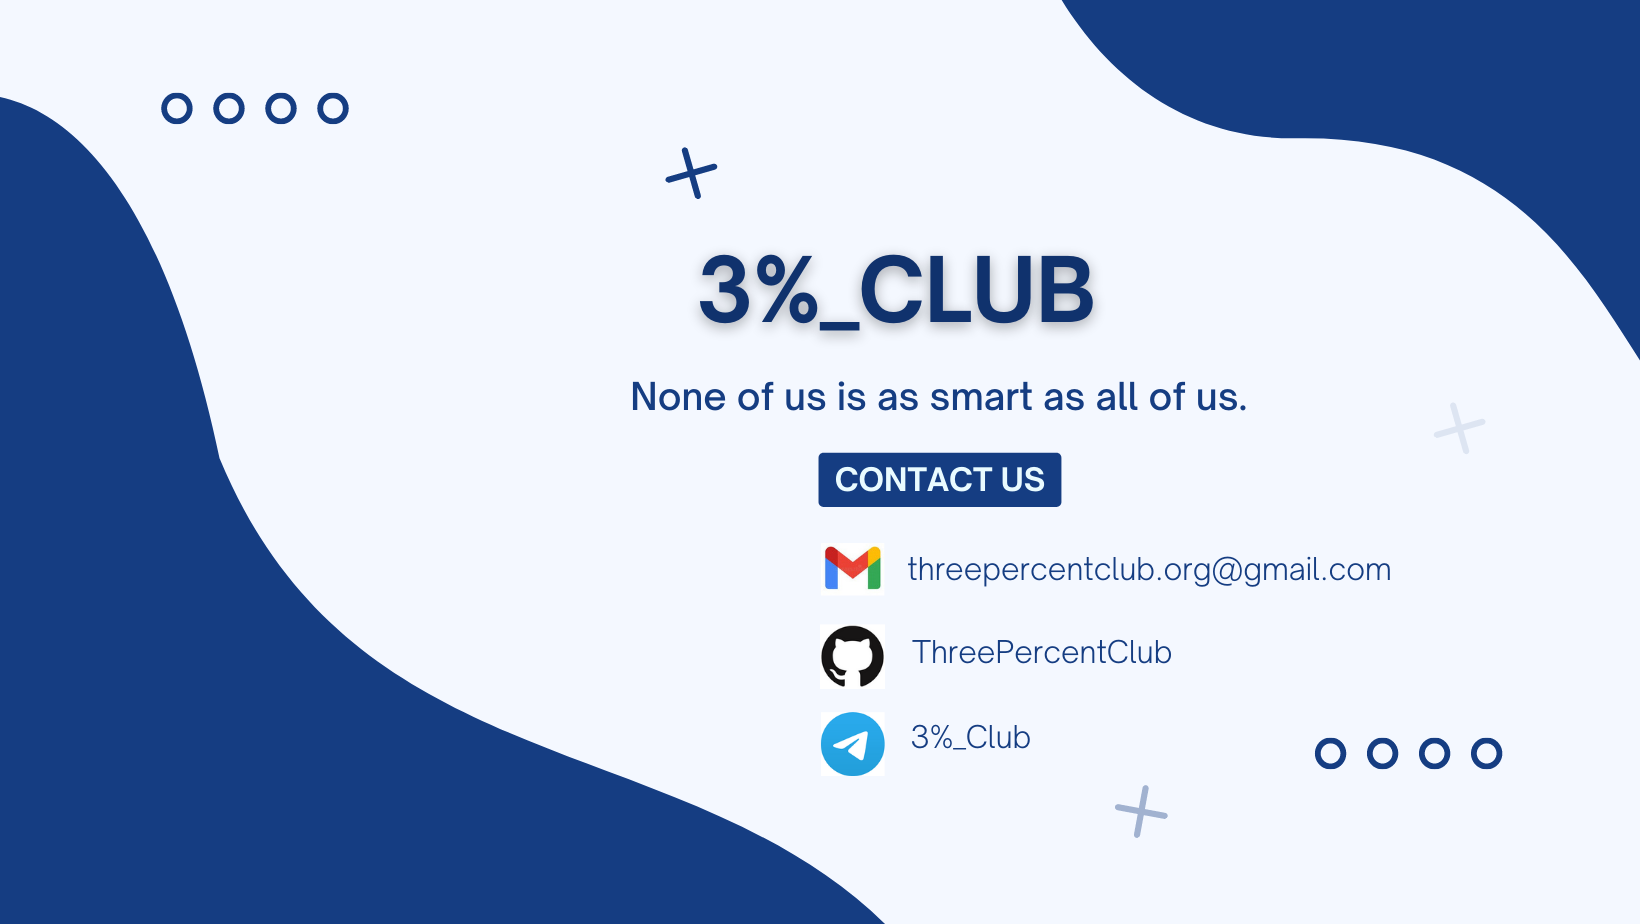 3%_CLUB
None of us is as smart as all of us.
CONTACT US
threepercentclub.org@gmail.com
ThreePercentClub
3%_Club